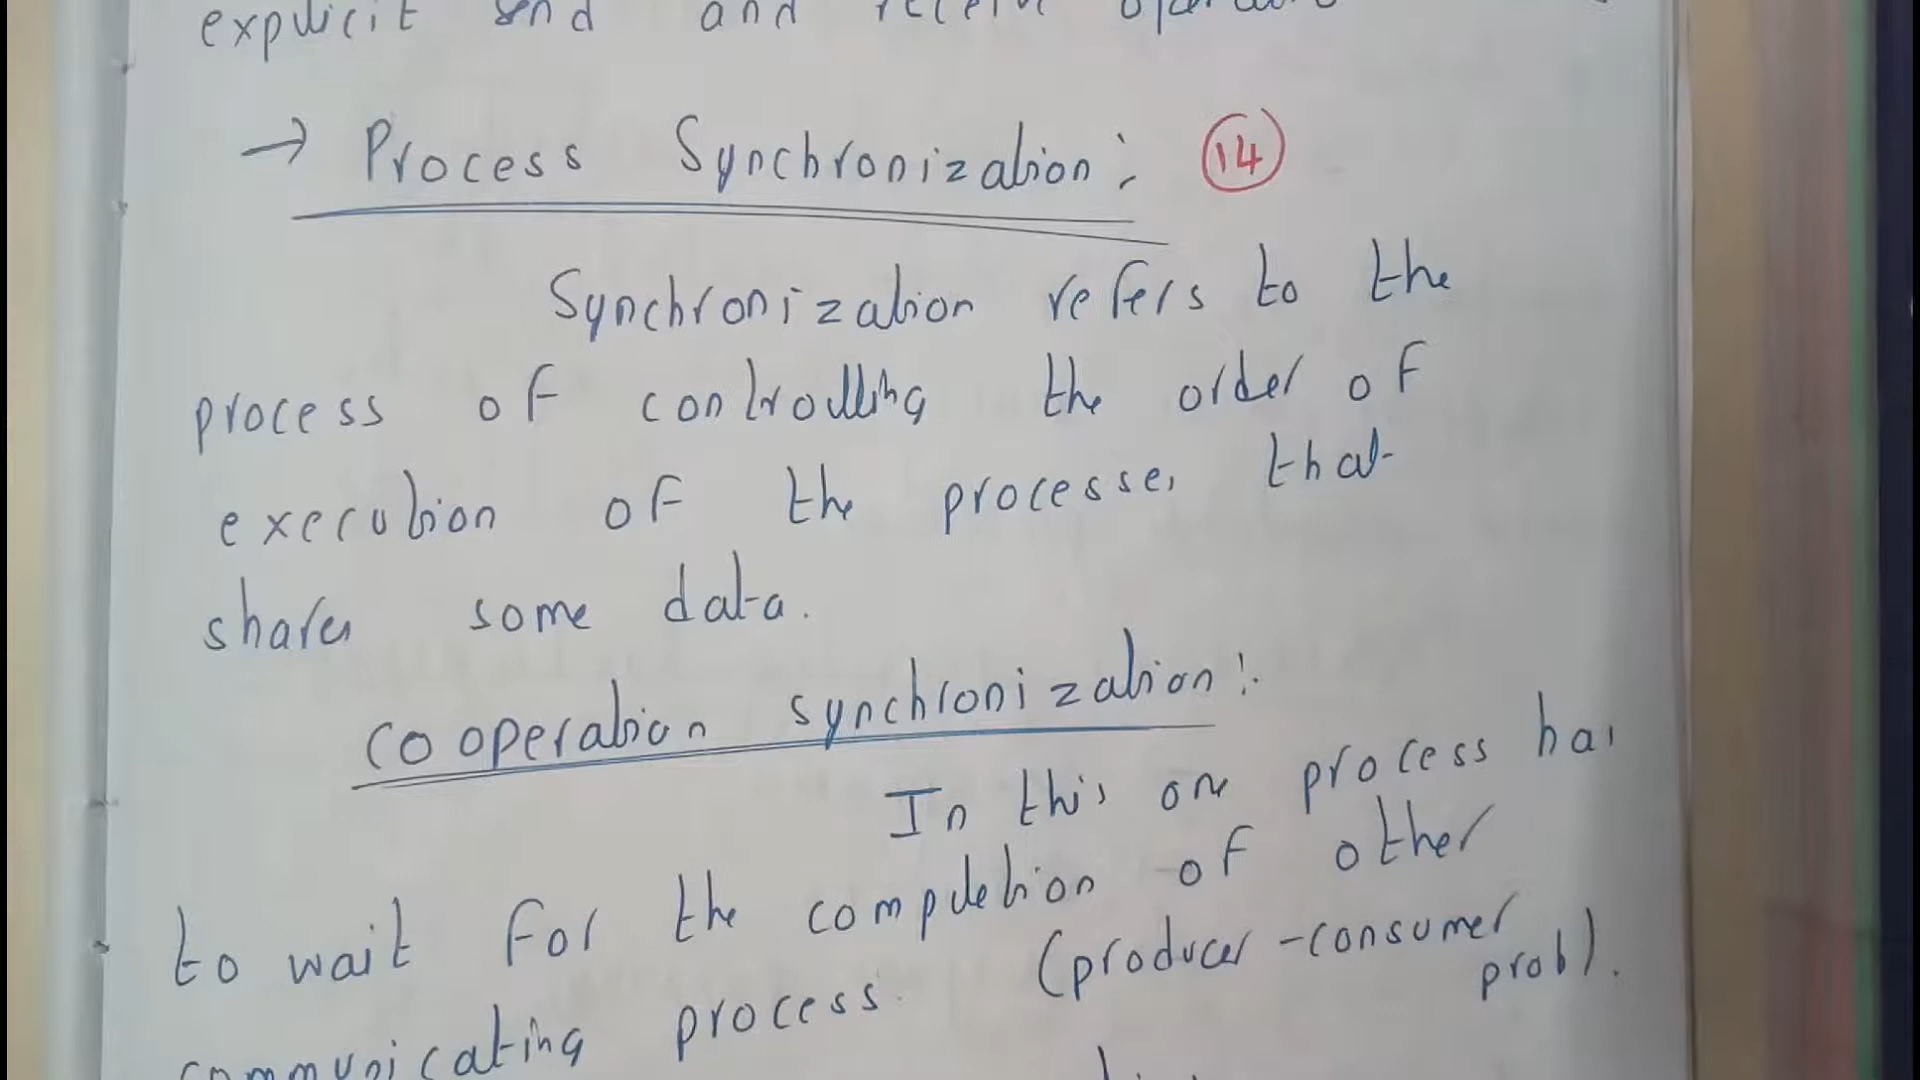 explicit send and receive
→ Process Synchronization: 14
Synchronization refers to the
process of controlling the order of
execution of the processes that
shares some data.
cooperation synchronization:
In this one process has
to wait for the completion of other
communicating process. (producer-consumer
prob).